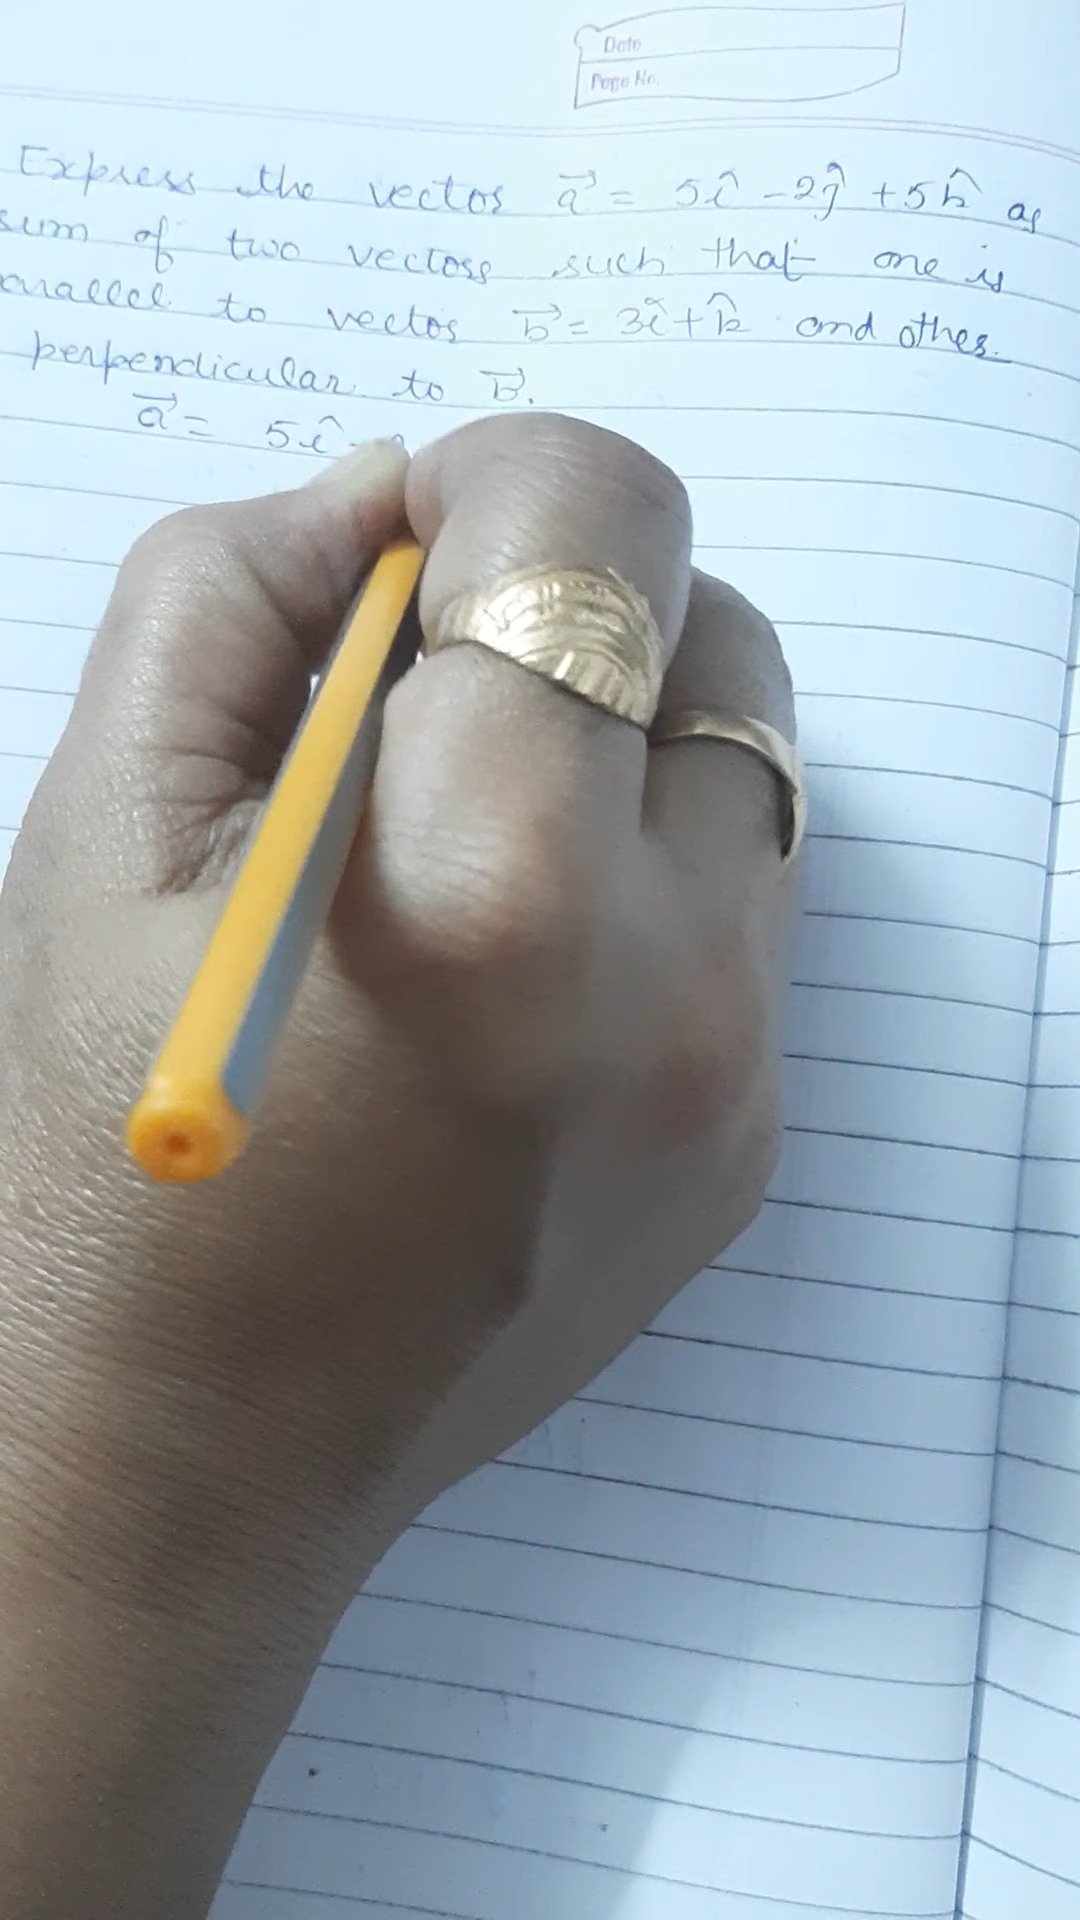 Date
Page No.
Express the vector a⃗ = 5î - 2ĵ + 5k̂ as
sum of two vectors such that one is
parallel to vector b⃗ = 3î + k̂ and other
perpendicular to b⃗.
a⃗ = 5î -